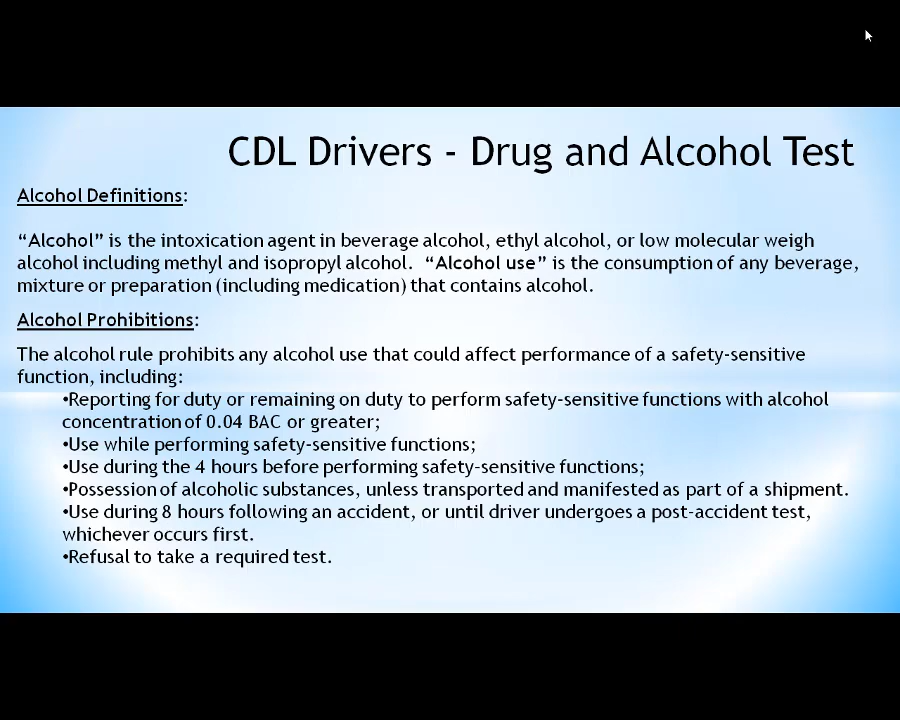 CDL Drivers - Drug and Alcohol Test
Alcohol Definitions:
“Alcohol” is the intoxication agent in beverage alcohol, ethyl alcohol, or low molecular weigh
alcohol including methyl and isopropyl alcohol.  “Alcohol use” is the consumption of any beverage,
mixture or preparation (including medication) that contains alcohol.
Alcohol Prohibitions:
The alcohol rule prohibits any alcohol use that could affect performance of a safety-sensitive
function, including:
•Reporting for duty or remaining on duty to perform safety-sensitive functions with alcohol
concentration of 0.04 BAC or greater;
•Use while performing safety-sensitive functions;
•Use during the 4 hours before performing safety-sensitive functions;
•Possession of alcoholic substances, unless transported and manifested as part of a shipment.
•Use during 8 hours following an accident, or until driver undergoes a post-accident test,
whichever occurs first.
•Refusal to take a required test.